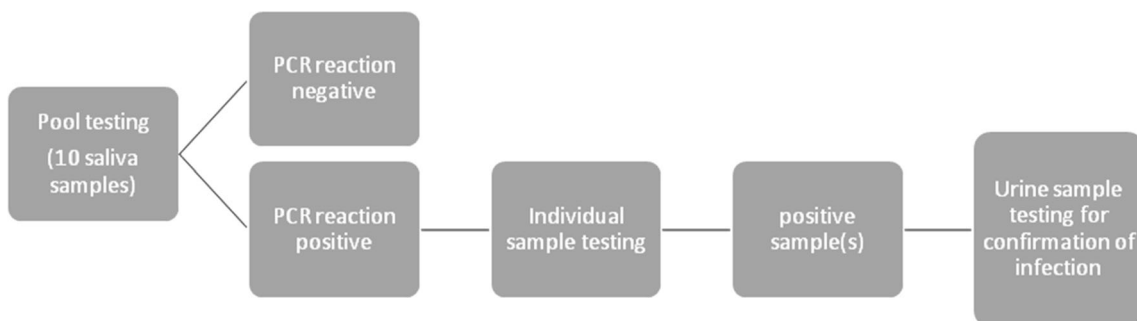 Pool testing
(10 saliva
samples)
PCR reaction
negative
PCR reaction
positive
Individual
sample testing
positive
sample(s)
Urine sample
testing for
confirmation of
infection